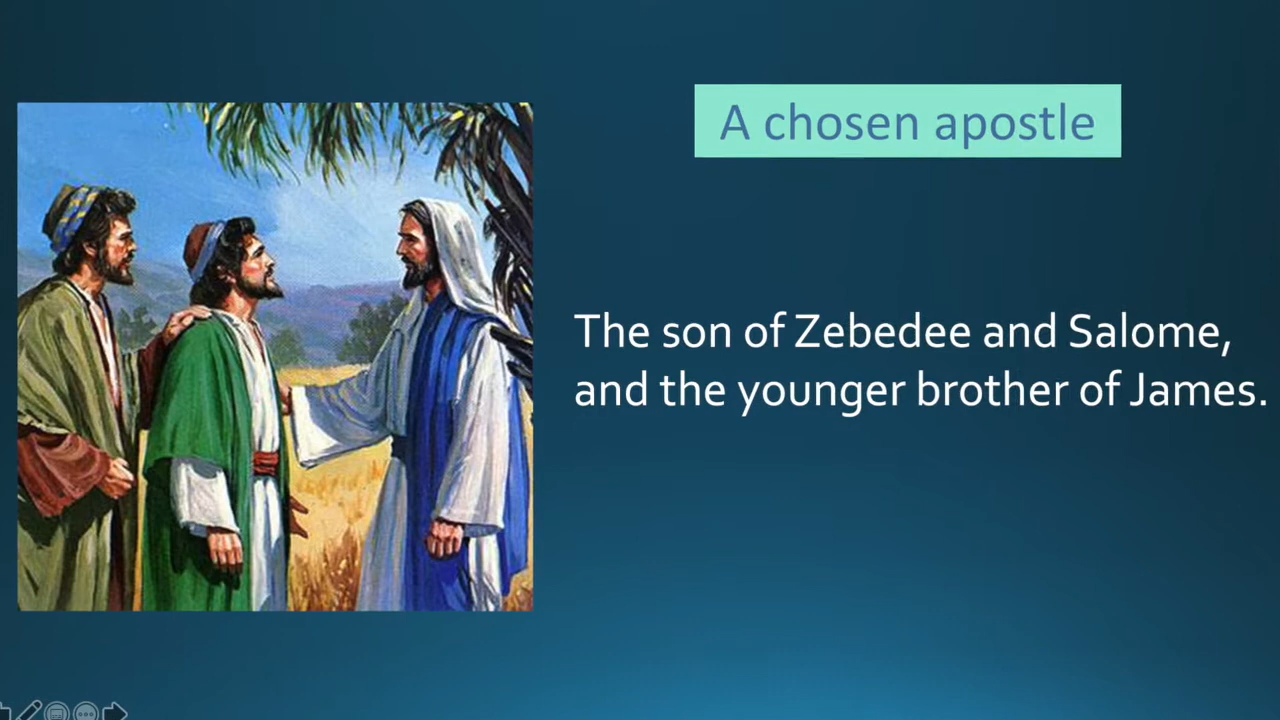 A chosen apostle
The son of Zebedee and Salome,
and the younger brother of James.